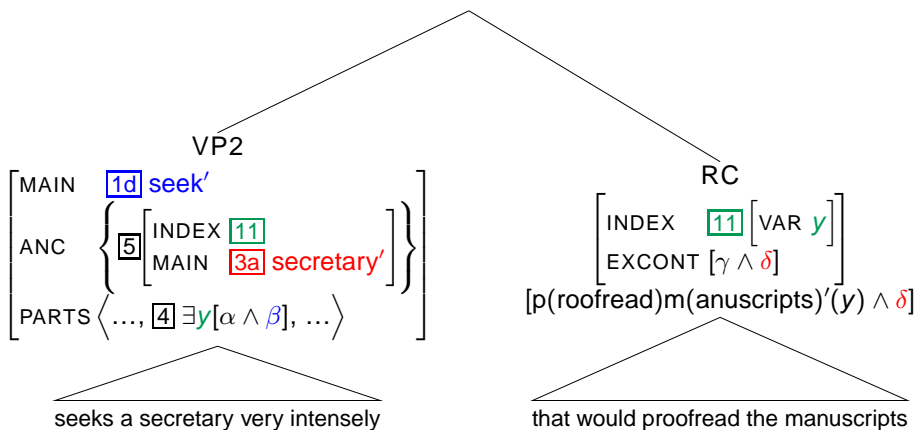 VP2
MAIN 1d seek′
ANC { 5 [ INDEX 11
MAIN 3a secretary′ ] }
PARTS ⟨..., 4 ∃y[α ∧ β], ...⟩
seeks a secretary very intensely
RC
INDEX 11 [VAR y]
EXCONT [γ ∧ δ]
[p(roofread)m(anuscripts)′(y) ∧ δ]
that would proofread the manuscripts